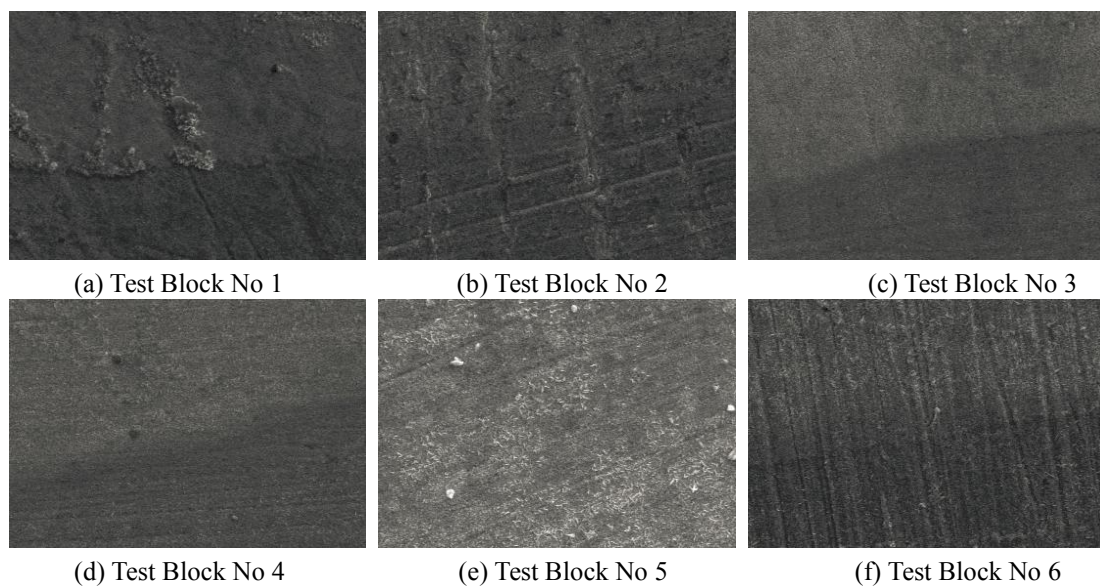 (a) Test Block No 1
(b) Test Block No 2
(c) Test Block No 3
(d) Test Block No 4
(e) Test Block No 5
(f) Test Block No 6